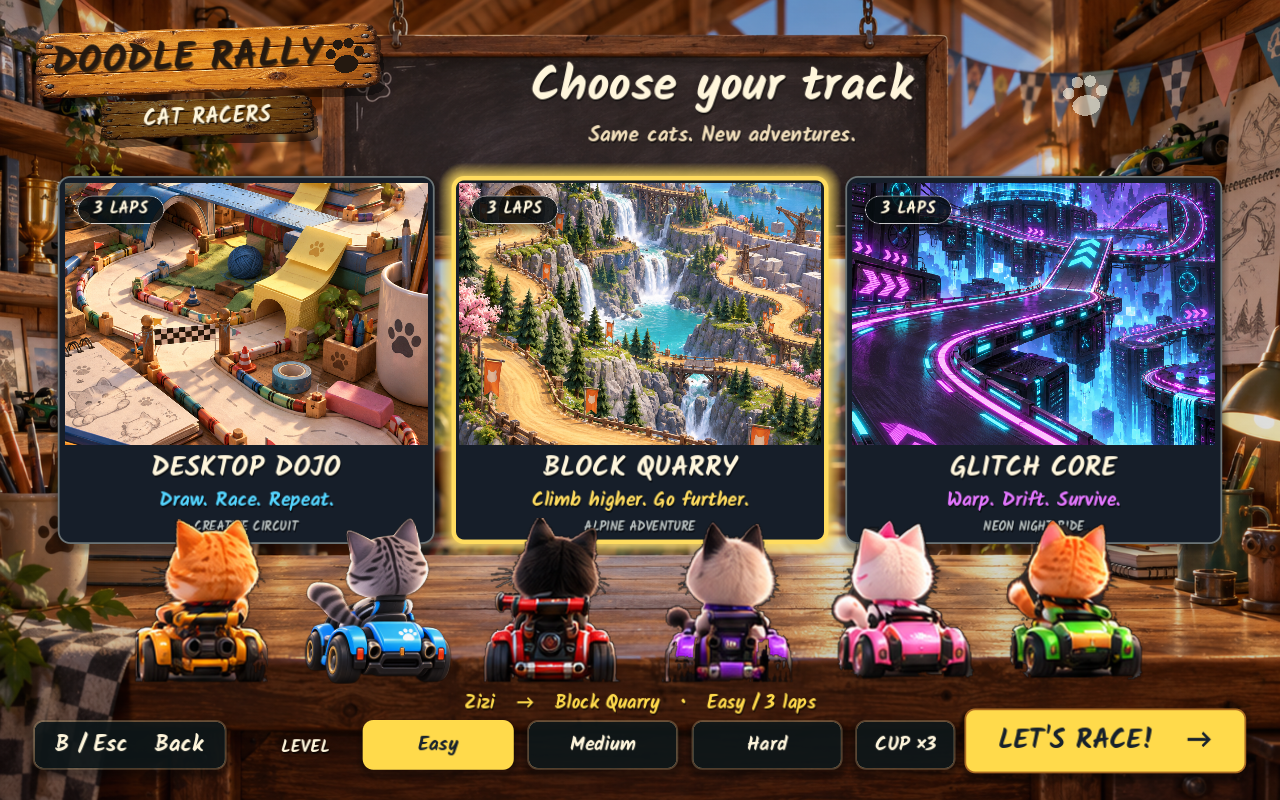 DOODLE RALLY
CAT RACERS
Choose your track
Same cats. New adventures.
3 LAPS
3 LAPS
3 LAPS
DESKTOP DOJO
Draw. Race. Repeat.
CIRCUIT
BLOCK QUARRY
Climb higher. Go further.
ALPINE ADVENTURE
GLITCH CORE
Warp. Drift. Survive.
NEON
Zizi → Block Quarry · Easy / 3 laps
B / Esc Back
LEVEL
Easy
Medium
Hard
CUP ×3
LET'S RACE! →